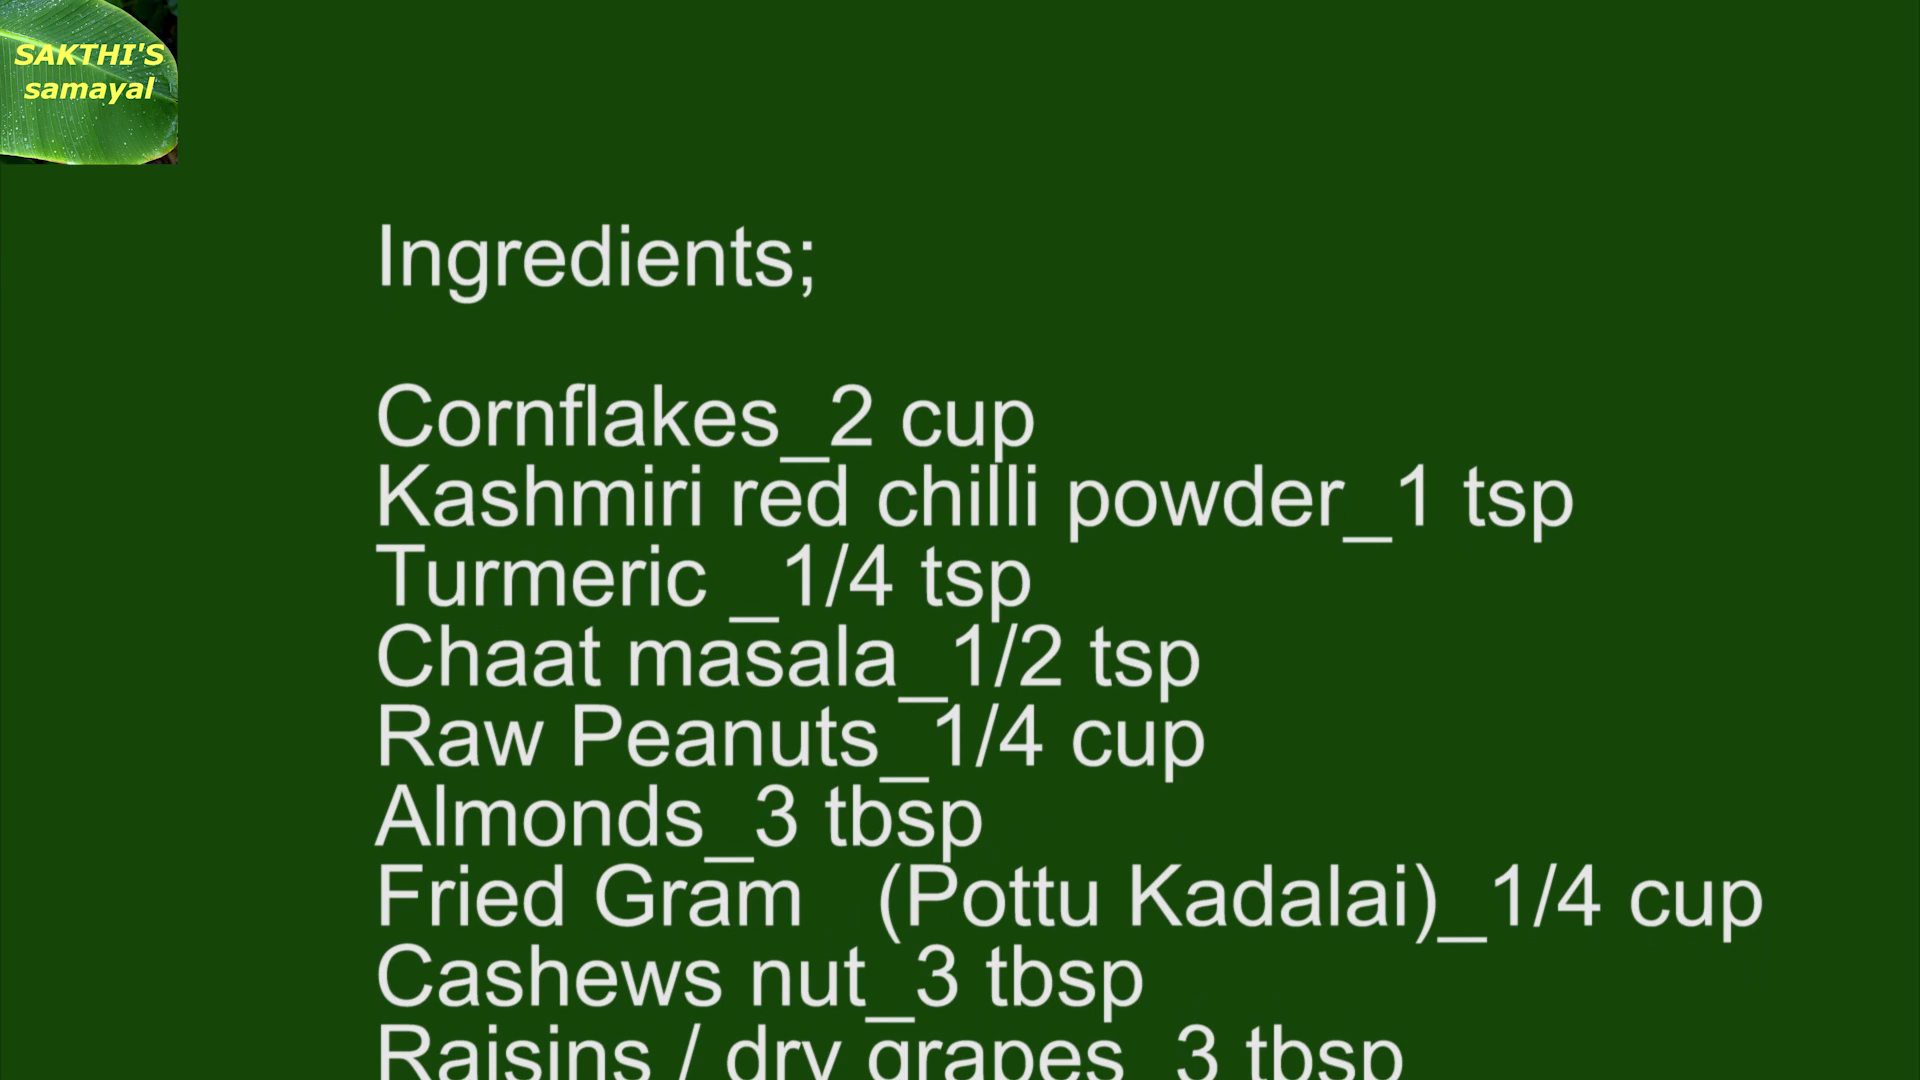 SAKTHI'S
samayal
Ingredients;
Cornflakes_2 cup
Kashmiri red chilli powder_1 tsp
Turmeric _1/4 tsp
Chaat masala_1/2 tsp
Raw Peanuts_1/4 cup
Almonds_3 tbsp
Fried Gram   (Pottu Kadalai)_1/4 cup
Cashews nut_3 tbsp
Raisins / dry grapes_3 tbsp